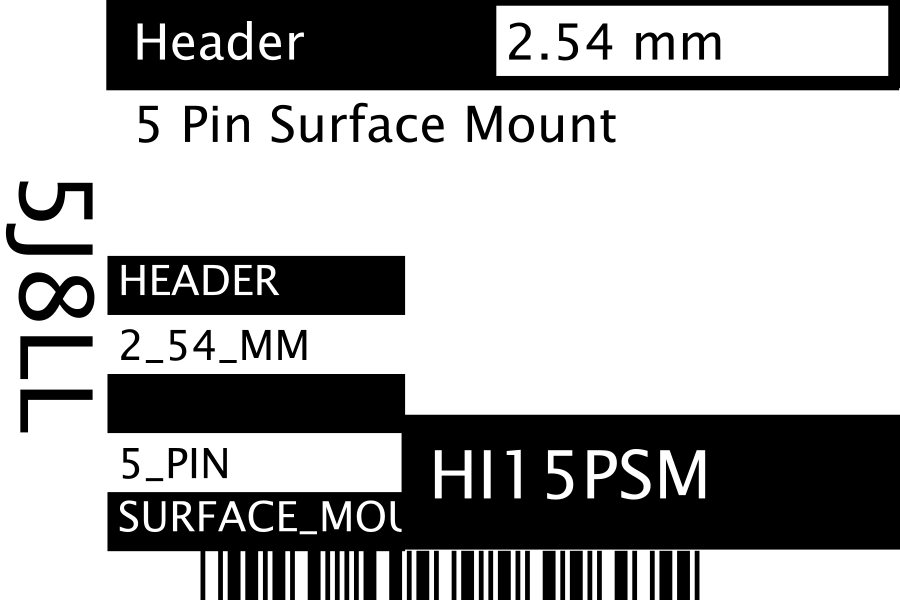 Header
2.54 mm
5 Pin Surface Mount
5J8LL
HEADER
2_54_MM
5_PIN
SURFACE_MOU
HI15PSM